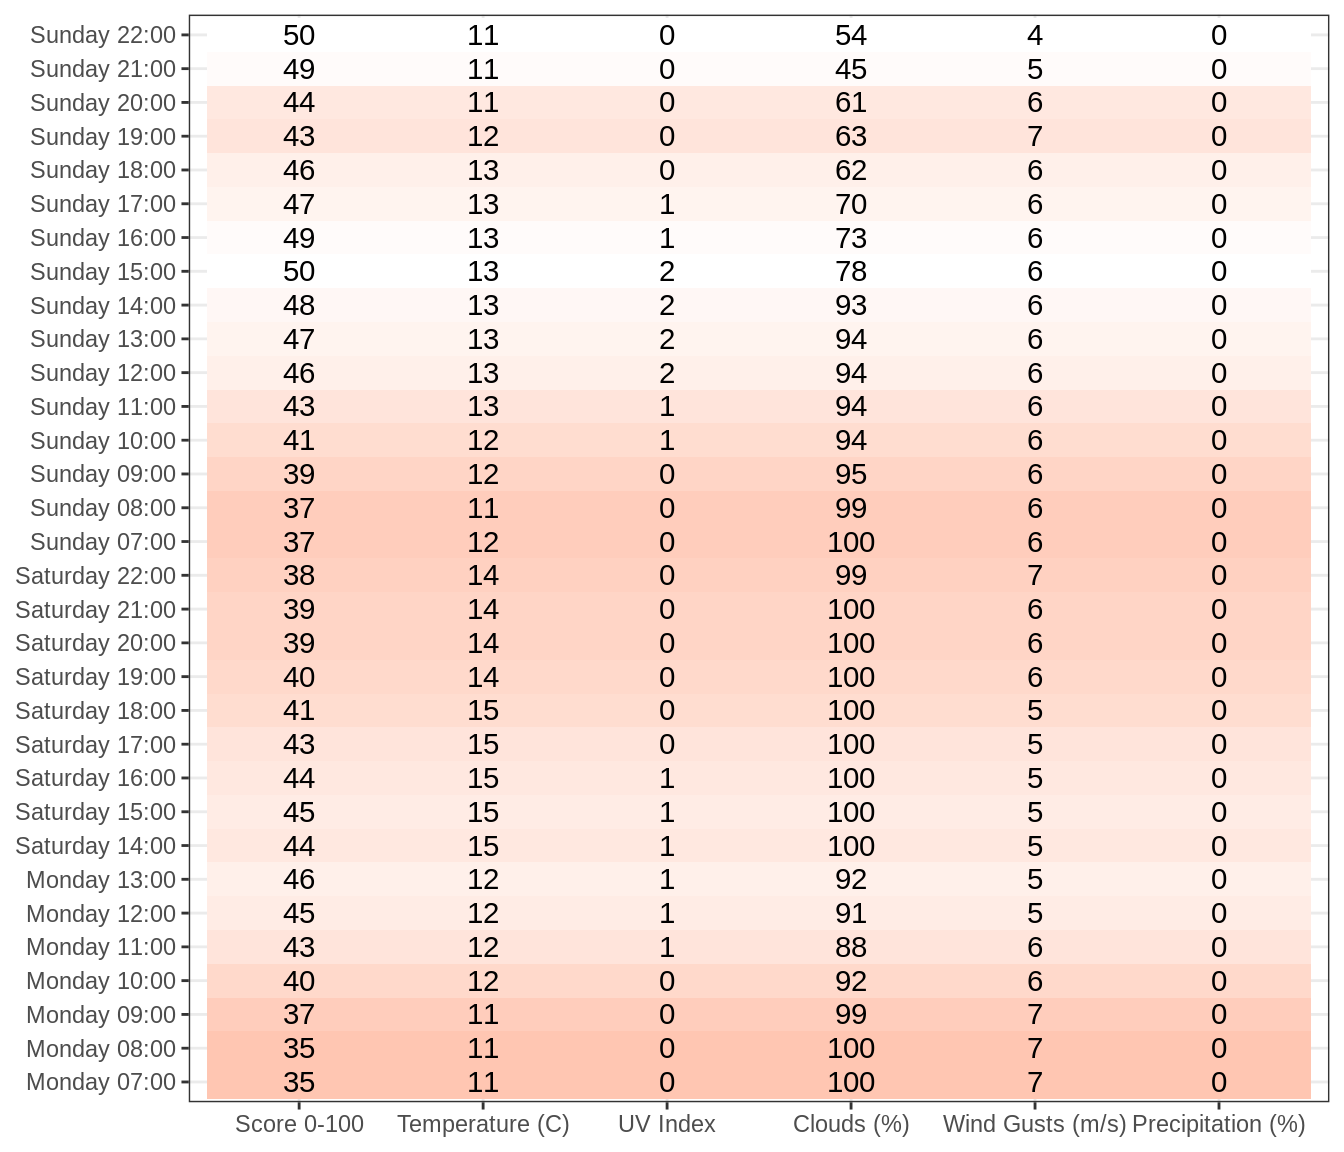 Sunday 22:00 50 11 0 54 4 0
Sunday 21:00 49 11 0 45 5 0
Sunday 20:00 44 11 0 61 6 0
Sunday 19:00 43 12 0 63 7 0
Sunday 18:00 46 13 0 62 6 0
Sunday 17:00 47 13 1 70 6 0
Sunday 16:00 49 13 1 73 6 0
Sunday 15:00 50 13 2 78 6 0
Sunday 14:00 48 13 2 93 6 0
Sunday 13:00 47 13 2 94 6 0
Sunday 12:00 46 13 2 94 6 0
Sunday 11:00 43 13 1 94 6 0
Sunday 10:00 41 12 1 94 6 0
Sunday 09:00 39 12 0 95 6 0
Sunday 08:00 37 11 0 99 6 0
Sunday 07:00 37 12 0 100 6 0
Saturday 22:00 38 14 0 99 7 0
Saturday 21:00 39 14 0 100 6 0
Saturday 20:00 39 14 0 100 6 0
Saturday 19:00 40 14 0 100 6 0
Saturday 18:00 41 15 0 100 5 0
Saturday 17:00 43 15 0 100 5 0
Saturday 16:00 44 15 1 100 5 0
Saturday 15:00 45 15 1 100 5 0
Saturday 14:00 44 15 1 100 5 0
Monday 13:00 46 12 1 92 5 0
Monday 12:00 45 12 1 91 5 0
Monday 11:00 43 12 1 88 6 0
Monday 10:00 40 12 0 92 6 0
Monday 09:00 37 11 0 99 7 0
Monday 08:00 35 11 0 100 7 0
Monday 07:00 35 11 0 100 7 0
Score 0-100 Temperature (C) UV Index Clouds (%) Wind Gusts (m/s) Precipitation (%)